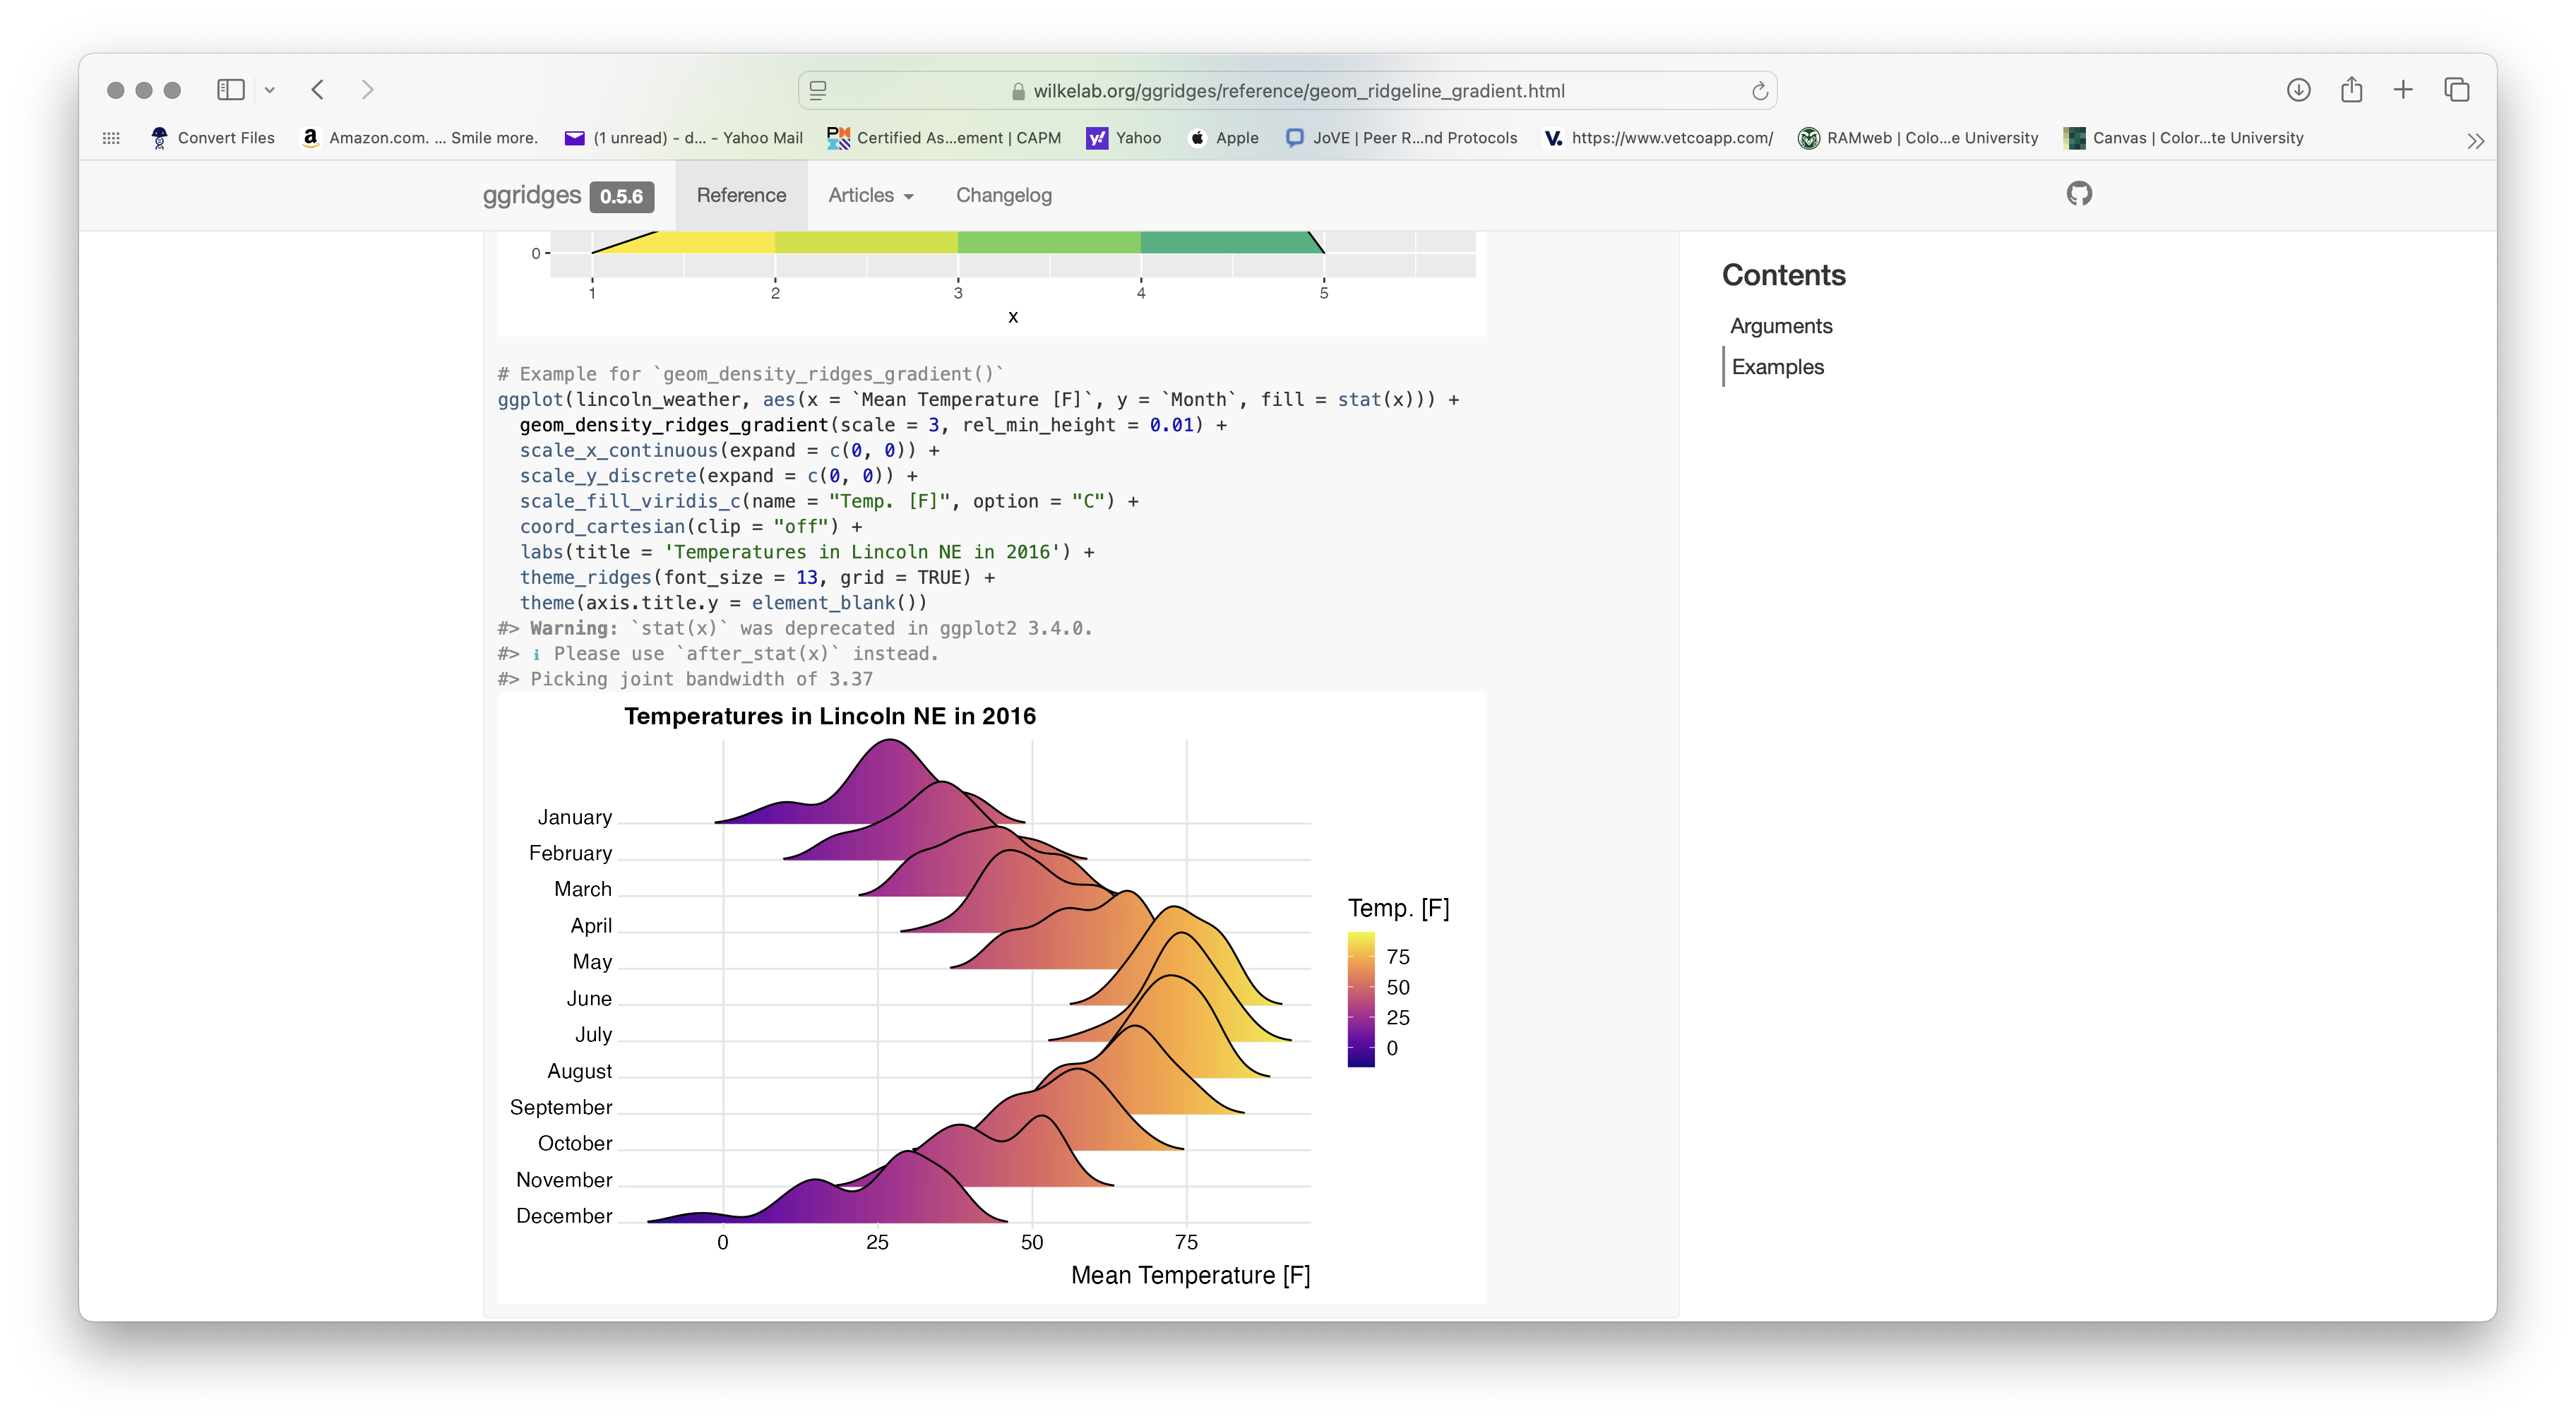 wilkelab.org/ggridges/reference/geom_ridgeline_gradient.html
Convert Files
Amazon.com. ... Smile more.
(1 unread) - d... - Yahoo Mail
Certified As...ement | CAPM
Yahoo
Apple
JoVE | Peer R...nd Protocols
https://www.vetcoapp.com/
RAMweb | Colo...e University
Canvas | Color...te University
ggridges 0.5.6
Reference
Articles
Changelog
0
1 2 3 4 5
x
Contents
Arguments
Examples
# Example for `geom_density_ridges_gradient()`
ggplot(lincoln_weather, aes(x = `Mean Temperature [F]`, y = `Month`, fill = stat(x))) +
  geom_density_ridges_gradient(scale = 3, rel_min_height = 0.01) +
  scale_x_continuous(expand = c(0, 0)) +
  scale_y_discrete(expand = c(0, 0)) +
  scale_fill_viridis_c(name = "Temp. [F]", option = "C") +
  coord_cartesian(clip = "off") +
  labs(title = 'Temperatures in Lincoln NE in 2016') +
  theme_ridges(font_size = 13, grid = TRUE) +
  theme(axis.title.y = element_blank())
#> Warning: `stat(x)` was deprecated in ggplot2 3.4.0.
#> ℹ Please use `after_stat(x)` instead.
#> Picking joint bandwidth of 3.37
Temperatures in Lincoln NE in 2016
January
February
March
April
May
June
July
August
September
October
November
December
0 25 50 75
Mean Temperature [F]
Temp. [F]
75
50
25
0